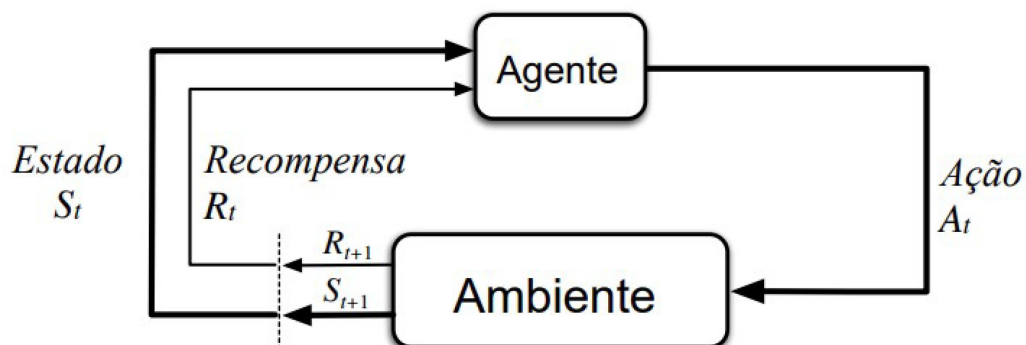 Agente
Estado
Sₜ
Recompensa
Rₜ
Ação
Aₜ
Rₜ₊₁
Sₜ₊₁
Ambiente